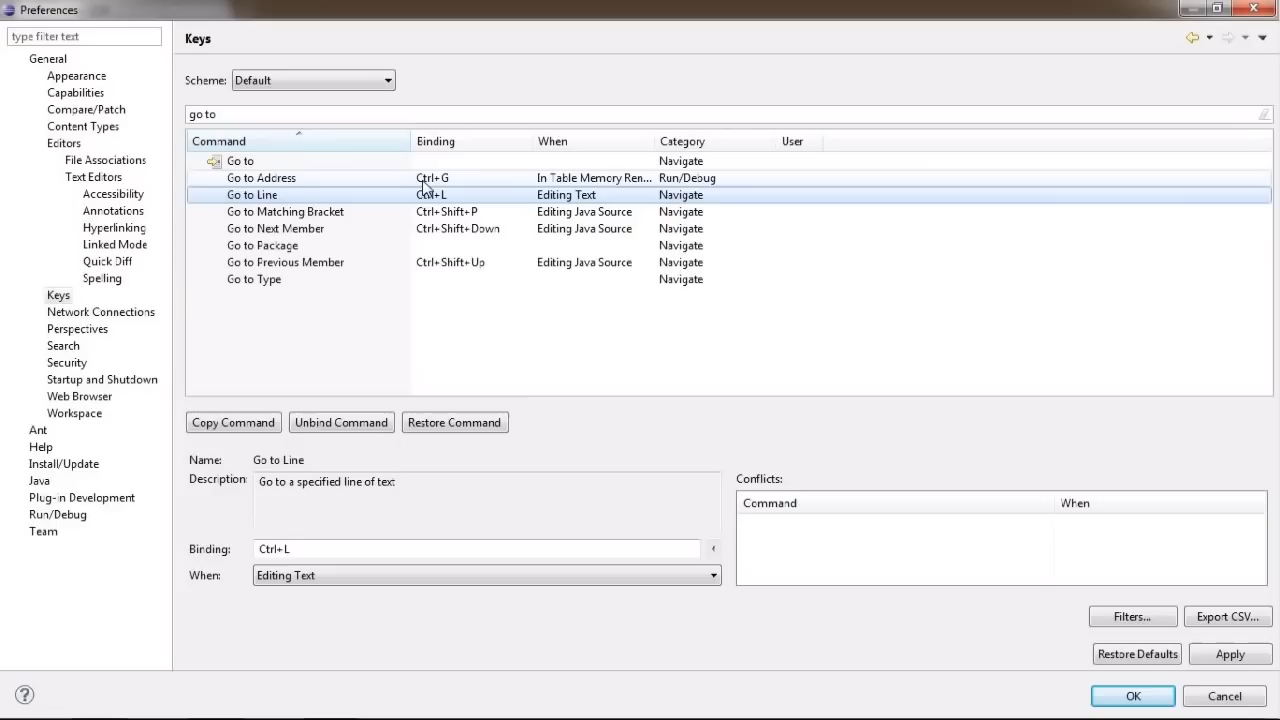 Preferences
type filter text
Keys
General
Appearance
Capabilities
Compare/Patch
Content Types
Editors
File Associations
Text Editors
Accessibility
Annotations
Hyperlinking
Linked Mode
Quick Diff
Spelling
Keys
Network Connections
Perspectives
Search
Security
Startup and Shutdown
Web Browser
Workspace
Ant
Help
Install/Update
Java
Plug-in Development
Run/Debug
Team
Scheme: Default
go to
Command Binding When Category User
Go to Navigate
Go to Address Ctrl+G In Table Memory Ren... Run/Debug
Go to Line Ctrl+L Editing Text Navigate
Go to Matching Bracket Ctrl+Shift+P Editing Java Source Navigate
Go to Next Member Ctrl+Shift+Down Editing Java Source Navigate
Go to Package Navigate
Go to Previous Member Ctrl+Shift+Up Editing Java Source Navigate
Go to Type Navigate
Copy Command Unbind Command Restore Command
Name: Go to Line
Description: Go to a specified line of text
Conflicts:
Command When
Binding: Ctrl+L
When: Editing Text
Filters... Export CSV...
Restore Defaults Apply
OK Cancel